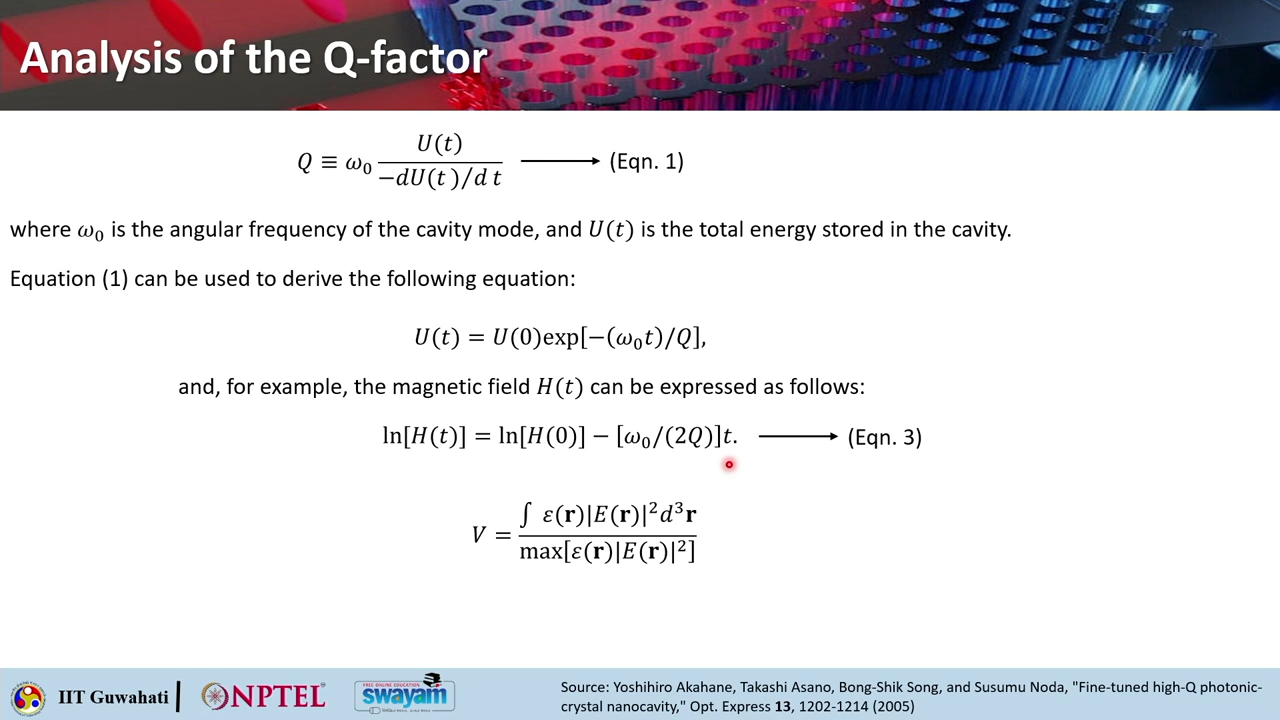 Analysis of the Q-factor
Q ≡ ω₀ U(t) / −dU(t)/d t → (Eqn. 1)
where ω₀ is the angular frequency of the cavity mode, and U(t) is the total energy stored in the cavity.
Equation (1) can be used to derive the following equation:
U(t) = U(0)exp[−(ω₀t)/Q],
and, for example, the magnetic field H(t) can be expressed as follows:
ln[H(t)] = ln[H(0)] − [ω₀/(2Q)]t. → (Eqn. 3)
V = ∫ ε(𝐫)|E(𝐫)|²d³𝐫 / max[ε(𝐫)|E(𝐫)|²]
IIT Guwahati
NPTEL
FREE ONLINE EDUCATION
swayam
Source: Yoshihiro Akahane, Takashi Asano, Bong-Shik Song, and Susumu Noda, "Fine-tuned high-Q photonic-
crystal nanocavity," Opt. Express 13, 1202-1214 (2005)